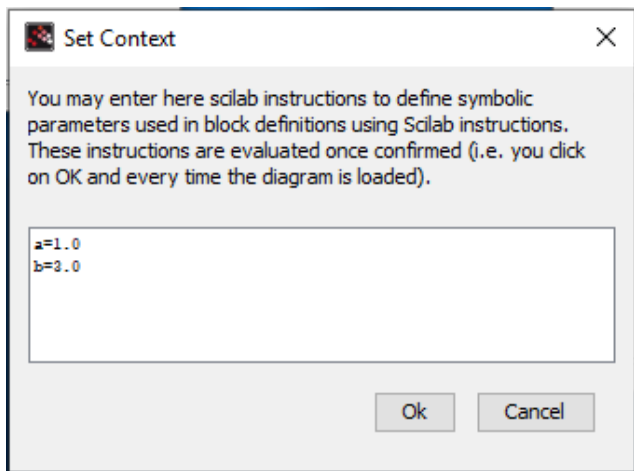 Set Context
You may enter here scilab instructions to define symbolic
parameters used in block definitions using Scilab instructions.
These instructions are evaluated once confirmed (i.e. you click
on OK and every time the diagram is loaded).
a=1.0
b=3.0
Ok Cancel